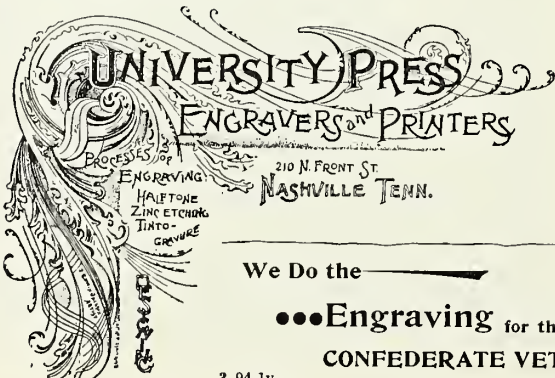 UNIVERSITY PRESS
ENGRAVERS and PRINTERS
210 N. FRONT ST.
NASHVILLE TENN.
PROCESSES OF
ENGRAVING:
HALFTONE
ZINC ETCHING
TINTO-
GRAVURE
We Do the
•••Engraving for th
CONFEDERATE VET